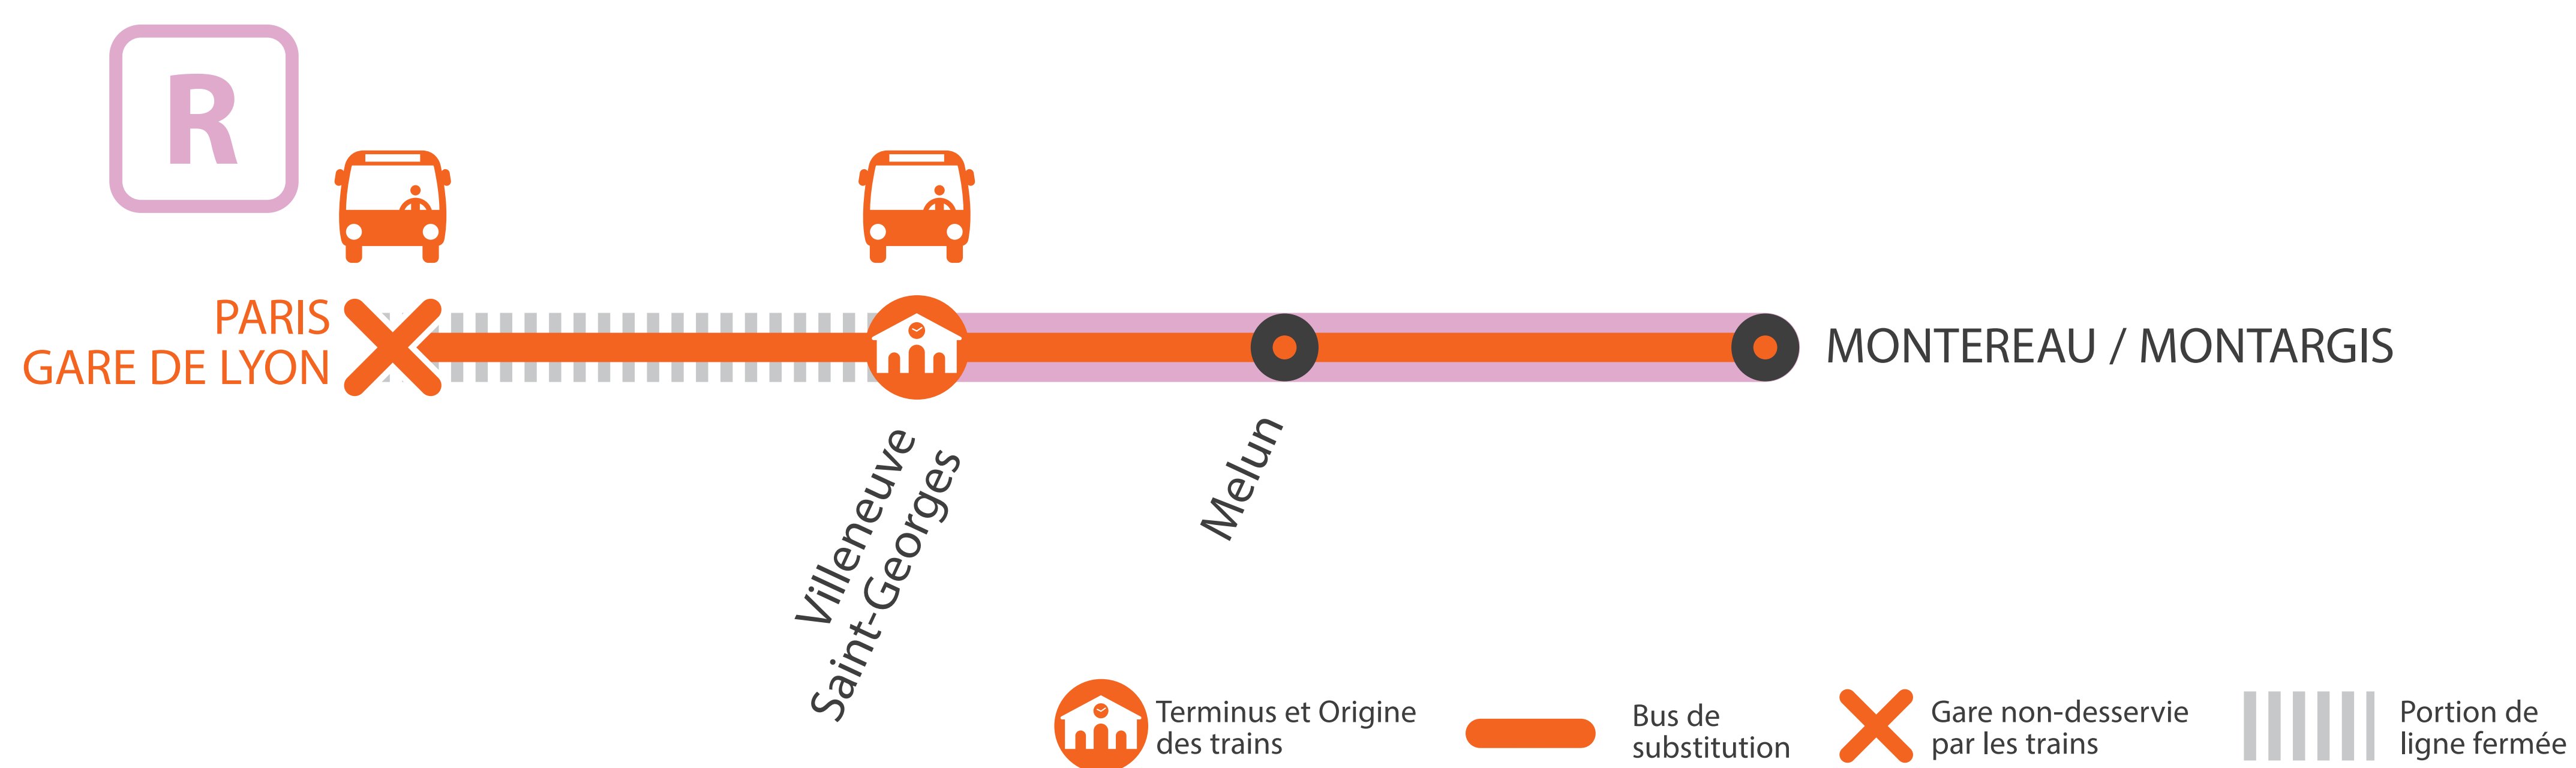 R
PARIS
GARE DE LYON
MONTEREAU / MONTARGIS
Villeneuve
Saint-Georges
Melun
Terminus et Origine
des trains
Bus de
substitution
Gare non-desservie
par les trains
Portion de
ligne fermée